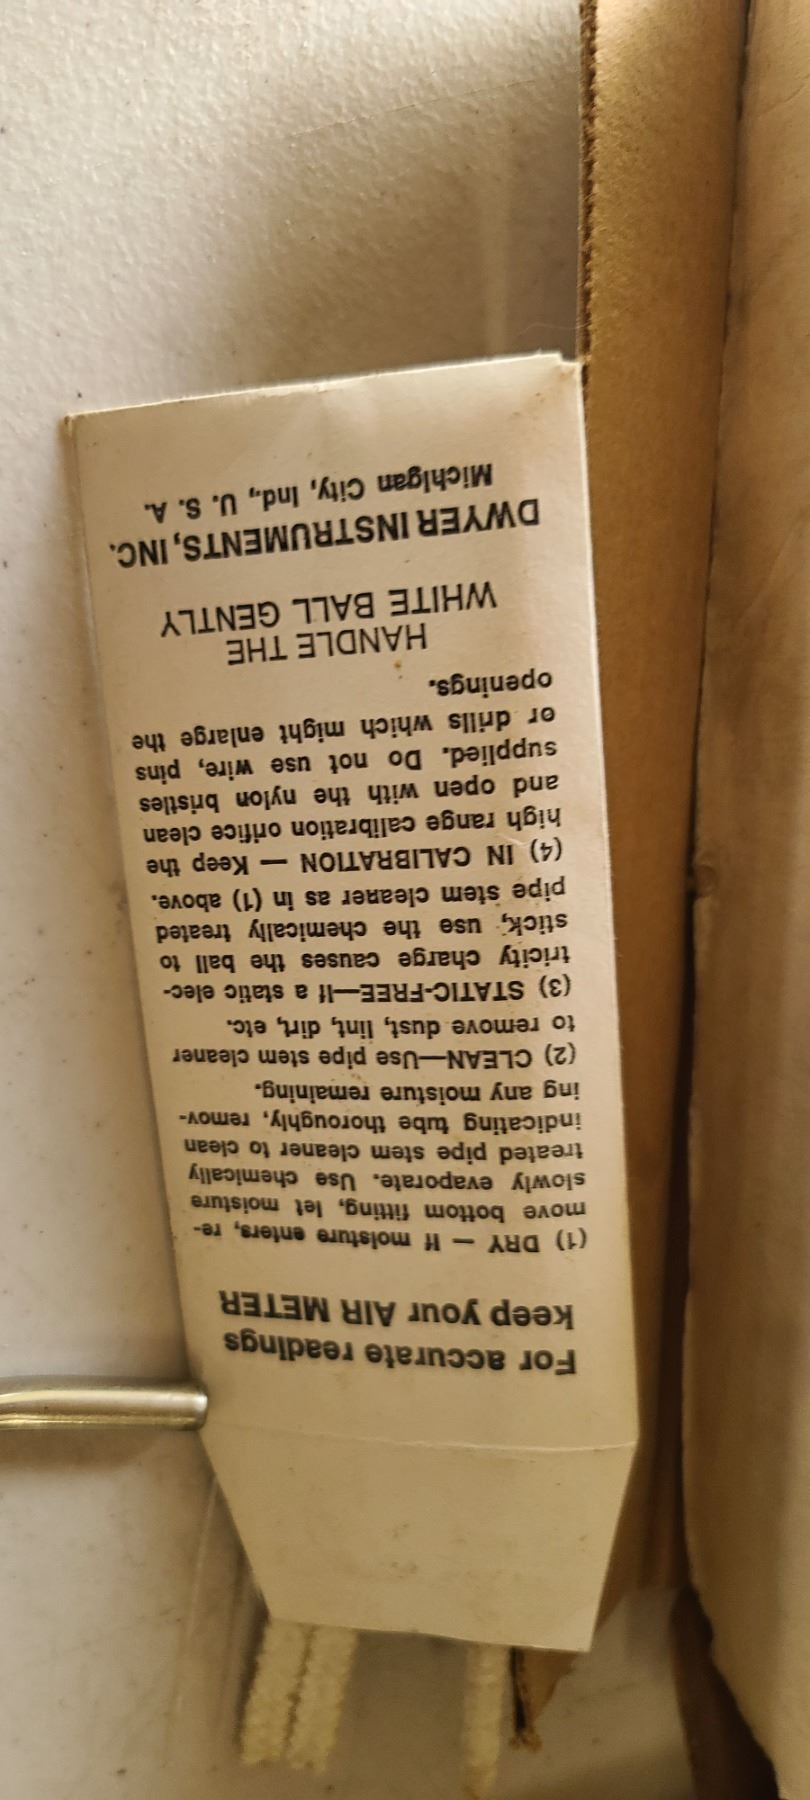 For accurate readings
keep your AIR METER
(1) DRY — If moisture enters, re-
move bottom fitting, let moisture
slowly evaporate. Use chemically
treated pipe stem cleaner to clean
indicating tube thoroughly, remov-
ing any moisture remaining.
(2) CLEAN—Use pipe stem cleaner
to remove dust, lint, dirt, etc.
(3) STATIC-FREE—If a static elec-
tricity charge causes the ball to
stick, use the chemically treated
pipe stem cleaner as in (1) above.
(4) IN CALIBRATION — Keep the
high range calibration orifice clean
and open with the nylon bristles
supplied. Do not use wire, pins
or drills which might enlarge the
openings.
HANDLE THE
WHITE BALL GENTLY
DWYER INSTRUMENTS, INC.
Michigan City, Ind., U. S. A.